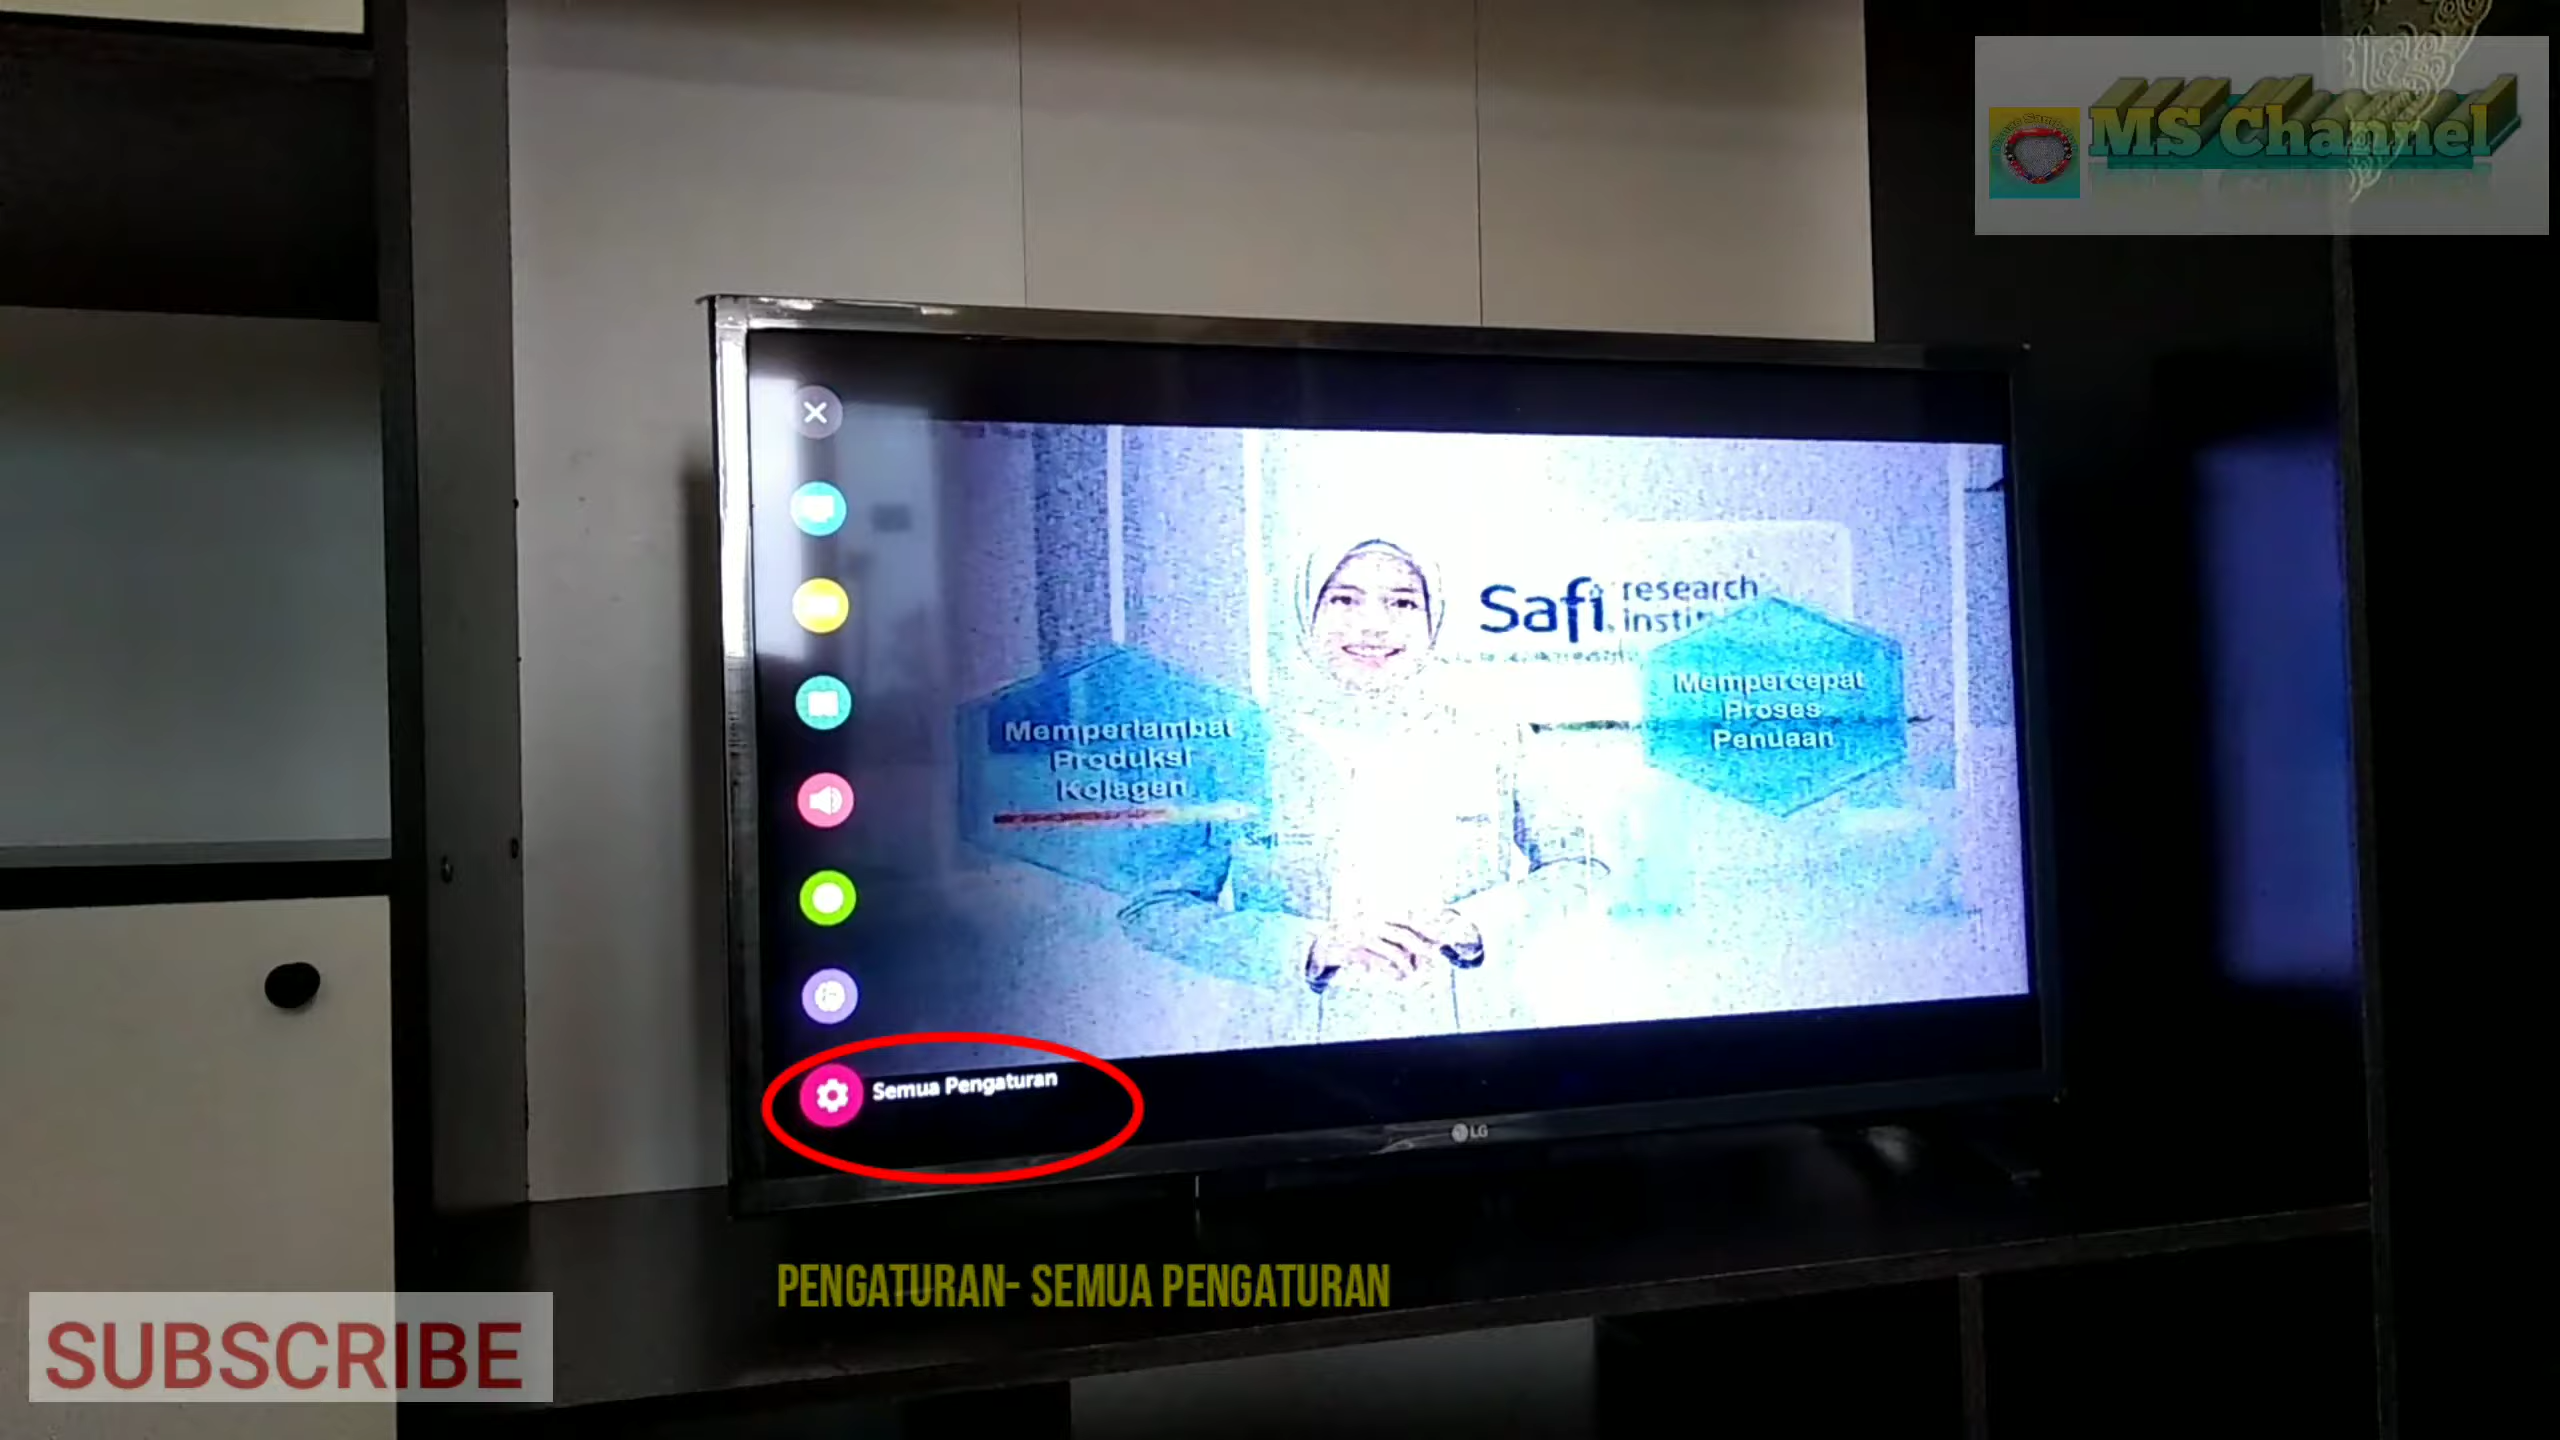 MS Channel
Safi research
Mempercepat
Proses
Penuaan
Memperlambat
Produksi
Kolagen
Semua Pengaturan
LG
PENGATURAN- SEMUA PENGATURAN
SUBSCRIBE